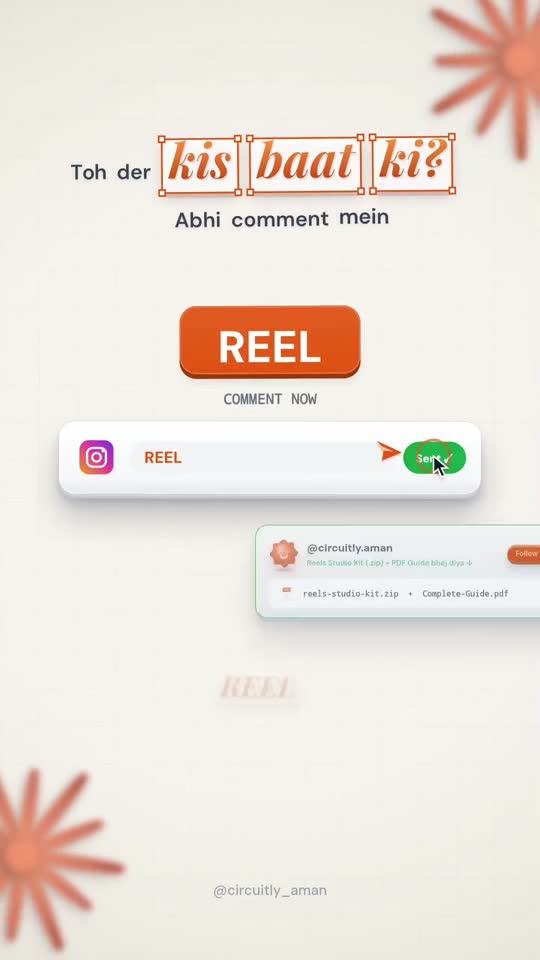 Toh der kis baat ki?
Abhi comment mein
REEL
COMMENT NOW
REEL
Sent ✓
@circuitly.aman
Follow
Reels Studio Kit (.zip) + PDF Guide bhej diya ↓
reels-studio-kit.zip + Complete-Guide.pdf
REEL
@circuitly_aman